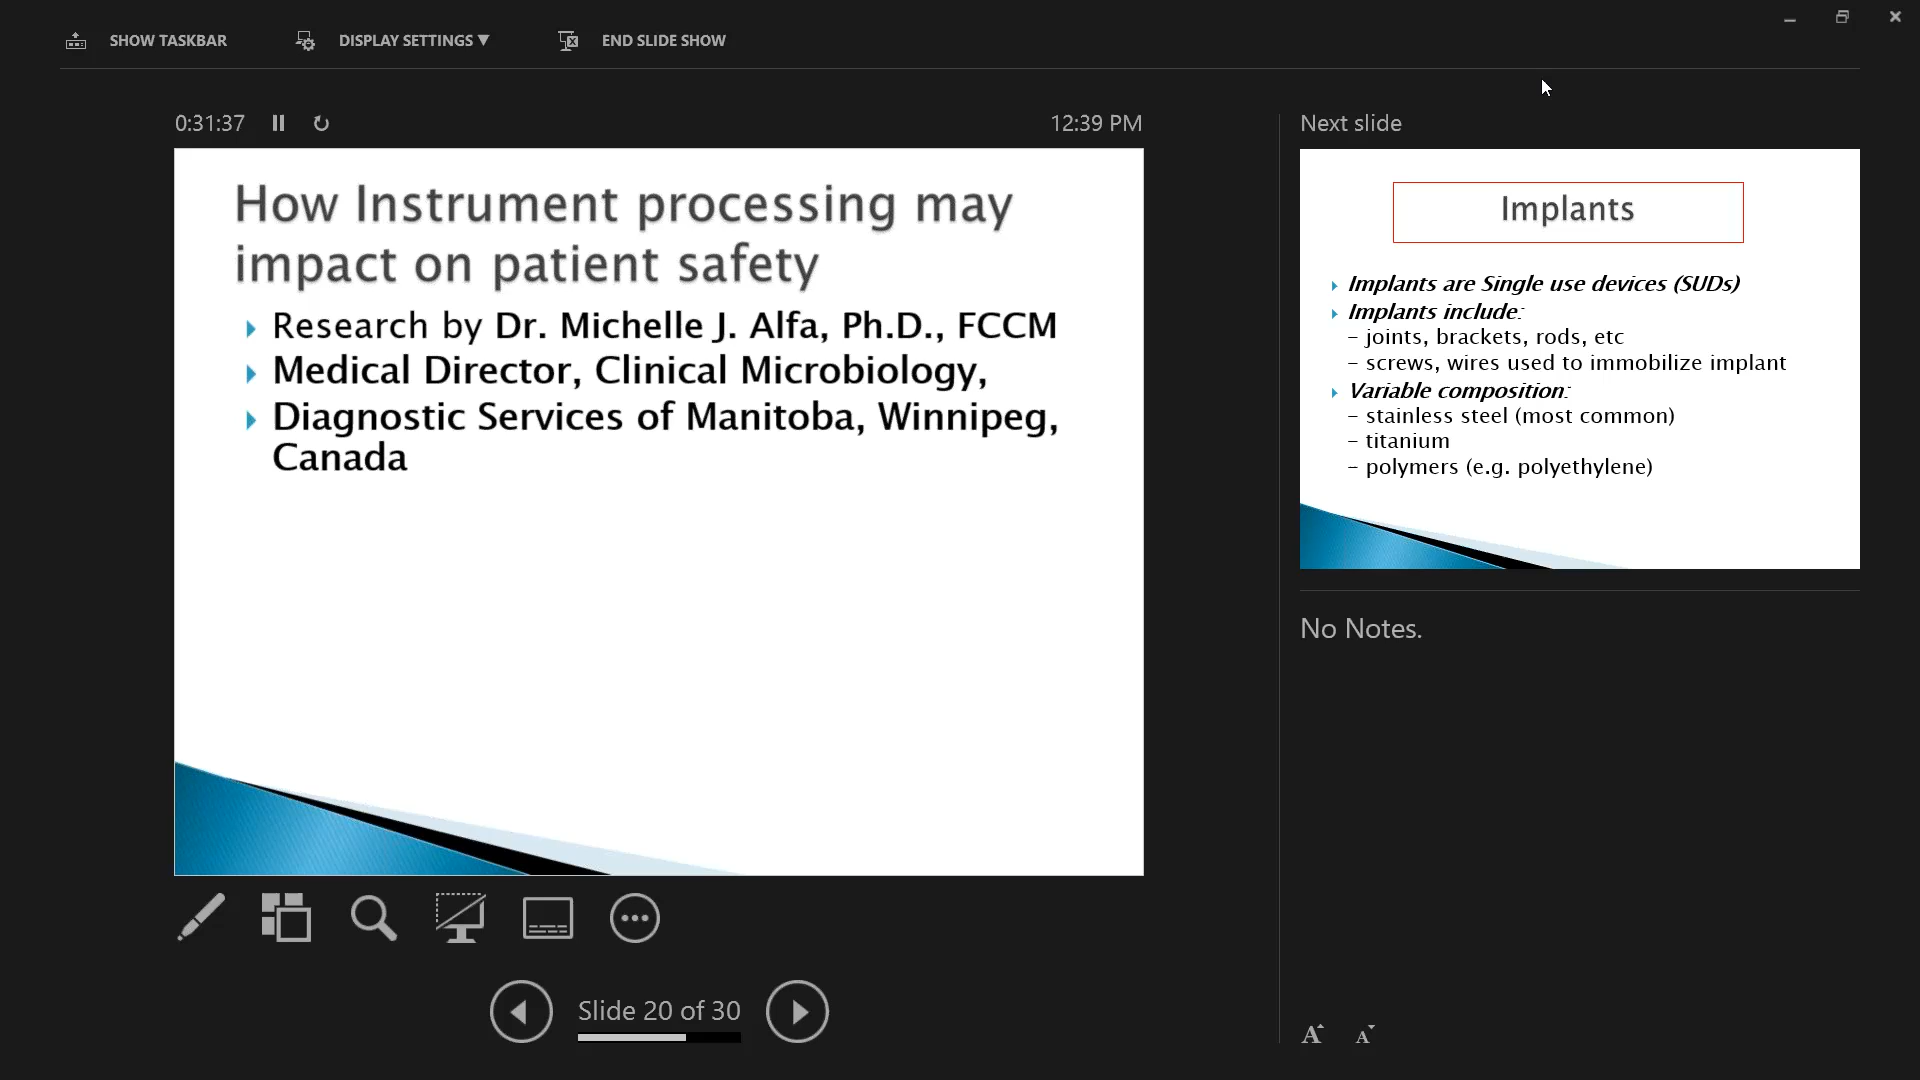 SHOW TASKBAR
DISPLAY SETTINGS ▼
END SLIDE SHOW
0:31:37
12:39 PM
How Instrument processing may
impact on patient safety
Research by Dr. Michelle J. Alfa, Ph.D., FCCM
Medical Director, Clinical Microbiology,
Diagnostic Services of Manitoba, Winnipeg,
Canada
Slide 20 of 30
Next slide
Implants
Implants are Single use devices (SUDs)
Implants include:
– joints, brackets, rods, etc
– screws, wires used to immobilize implant
Variable composition:
– stainless steel (most common)
– titanium
– polymers (e.g. polyethylene)
No Notes.
A A